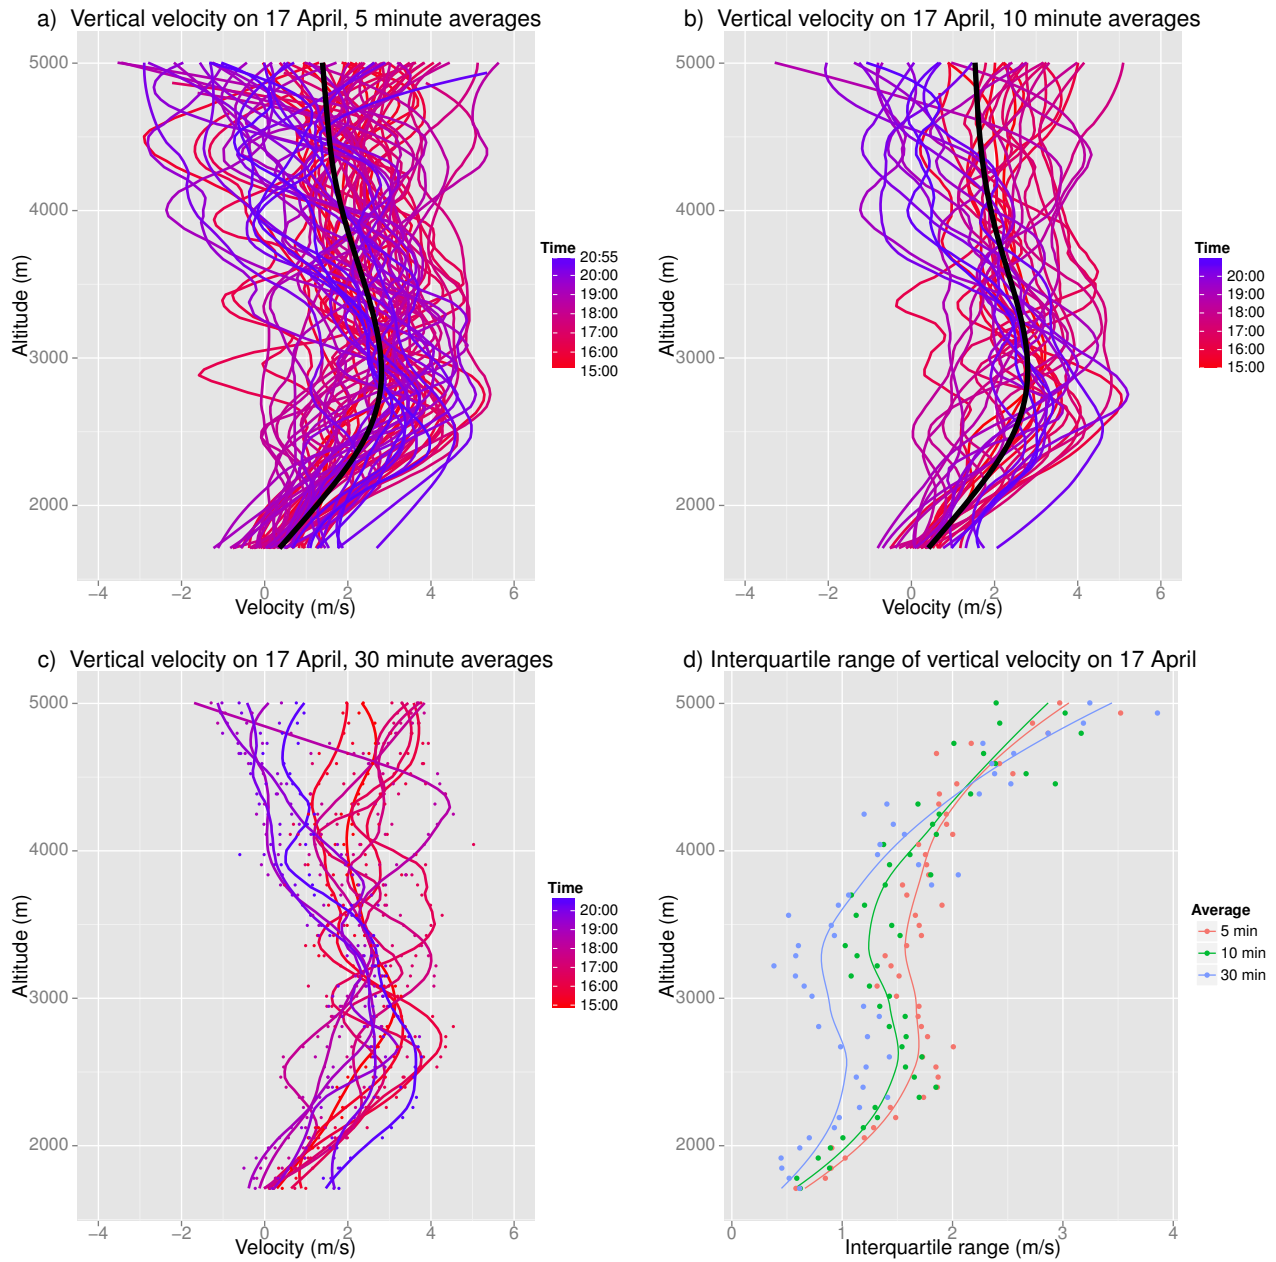 a) Vertical velocity on 17 April, 5 minute averages
5000
4000
3000
2000
Altitude (m)
−4 −2 0 2 4 6
Velocity (m/s)
Time
20:55
20:00
19:00
18:00
17:00
16:00
15:00
b) Vertical velocity on 17 April, 10 minute averages
5000
4000
3000
2000
Altitude (m)
−4 −2 0 2 4 6
Velocity (m/s)
Time
20:00
19:00
18:00
17:00
16:00
15:00
c) Vertical velocity on 17 April, 30 minute averages
5000
4000
3000
2000
Altitude (m)
−4 −2 0 2 4 6
Velocity (m/s)
Time
20:00
19:00
18:00
17:00
16:00
15:00
d) Interquartile range of vertical velocity on 17 April
5000
4000
3000
2000
Altitude (m)
0 1 2 3 4
Interquartile range (m/s)
Average
5 min
10 min
30 min